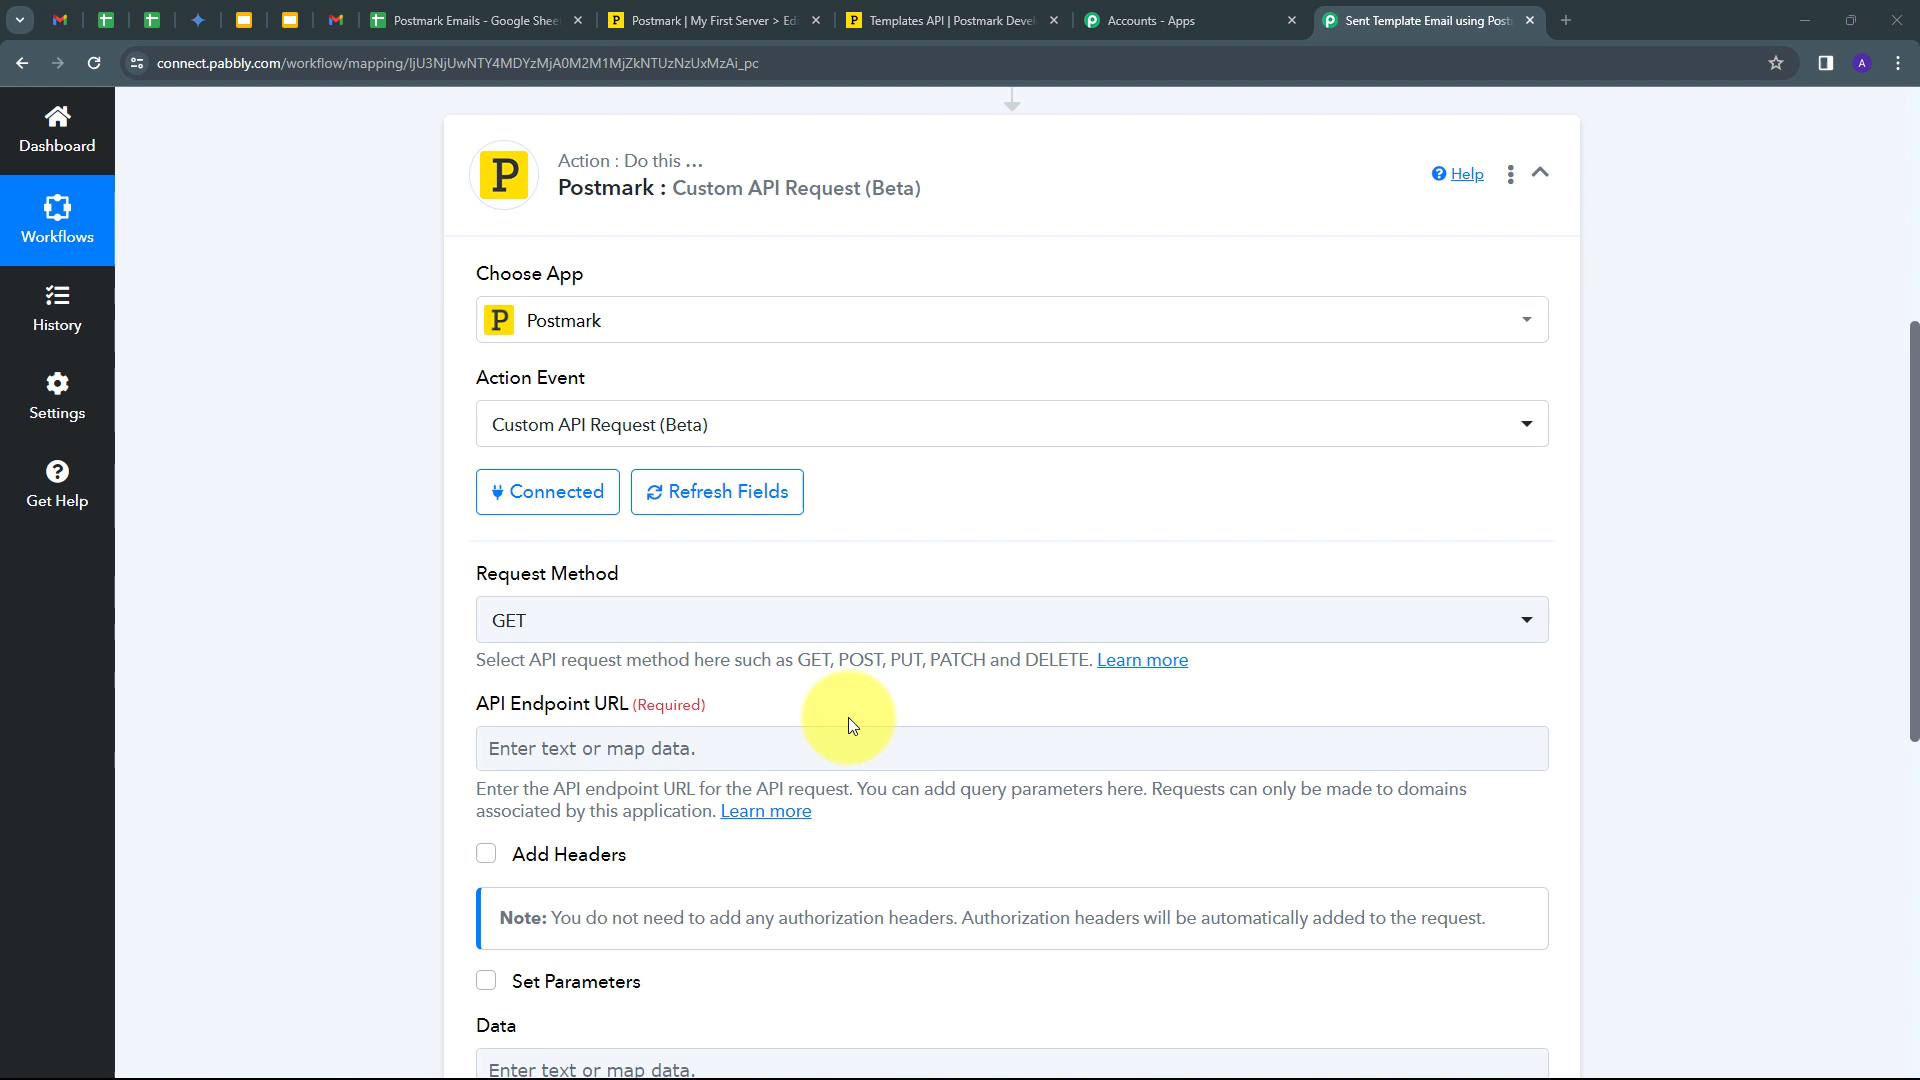 Postmark Emails - Google Shee
Postmark | My First Server > Ed
Templates API | Postmark Deve
Accounts - Apps
Sent Template Email using Post
connect.pabbly.com/workflow/mapping/IjU3NjUwNTY4MDYzMjA0M2M1MjZkNTUzNzUxMzAi_pc
A
Dashboard
Workflows
History
Settings
Get Help
Action : Do this ...
Postmark : Custom API Request (Beta)
Help
Choose App
Postmark
Action Event
Custom API Request (Beta)
Connected
Refresh Fields
Request Method
GET
Select API request method here such as GET, POST, PUT, PATCH and DELETE. Learn more
API Endpoint URL (Required)
Enter text or map data.
Enter the API endpoint URL for the API request. You can add query parameters here. Requests can only be made to domains
associated by this application. Learn more
Add Headers
Note: You do not need to add any authorization headers. Authorization headers will be automatically added to the request.
Set Parameters
Data
Enter text or map data.